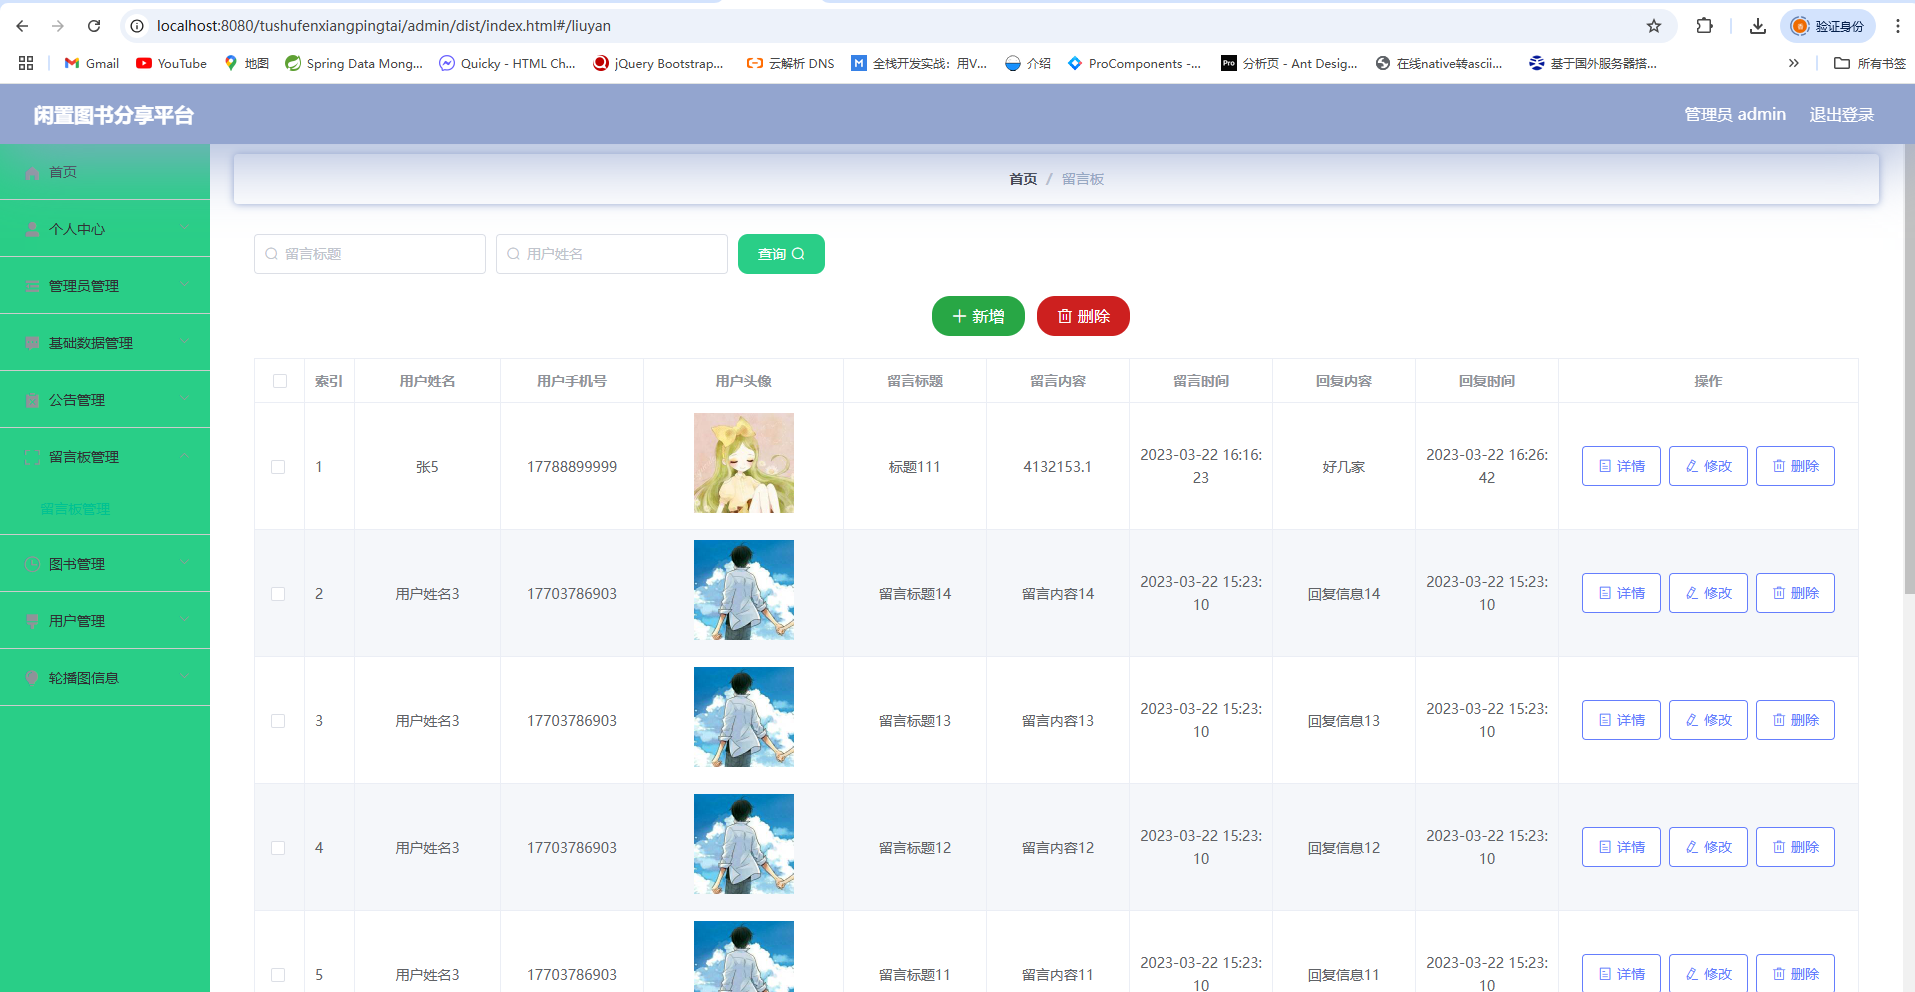 localhost:8080/tushufenxiangpingtai/admin/dist/index.html#/liuyan
验证身份
Gmail
YouTube
地图
Spring Data Mong...
Quicky - HTML Ch...
jQuery Bootstrap...
云解析 DNS
全栈开发实战：用V...
介绍
ProComponents -...
Pro 分析页 - Ant Desig...
在线native转ascii...
基于国外服务器搭...
所有书签
闲置图书分享平台
管理员 admin
退出登录
首页
个人中心
管理员管理
基础数据管理
公告管理
留言板管理
留言板管理
图书管理
用户管理
轮播图信息
首页 / 留言板
留言标题
用户姓名
查询
新增
删除
索引 用户姓名 用户手机号 用户头像 留言标题 留言内容 留言时间 回复内容 回复时间 操作
1 张5 17788899999 标题111 4132153.1 2023-03-22 16:16:23 好几家 2023-03-22 16:26:42 详情 修改 删除
2 用户姓名3 17703786903 留言标题14 留言内容14 2023-03-22 15:23:10 回复信息14 2023-03-22 15:23:10 详情 修改 删除
3 用户姓名3 17703786903 留言标题13 留言内容13 2023-03-22 15:23:10 回复信息13 2023-03-22 15:23:10 详情 修改 删除
4 用户姓名3 17703786903 留言标题12 留言内容12 2023-03-22 15:23:10 回复信息12 2023-03-22 15:23:10 详情 修改 删除
5 用户姓名3 17703786903 留言标题11 留言内容11 2023-03-22 15:23:10 回复信息11 2023-03-22 15:23:10 详情 修改 删除